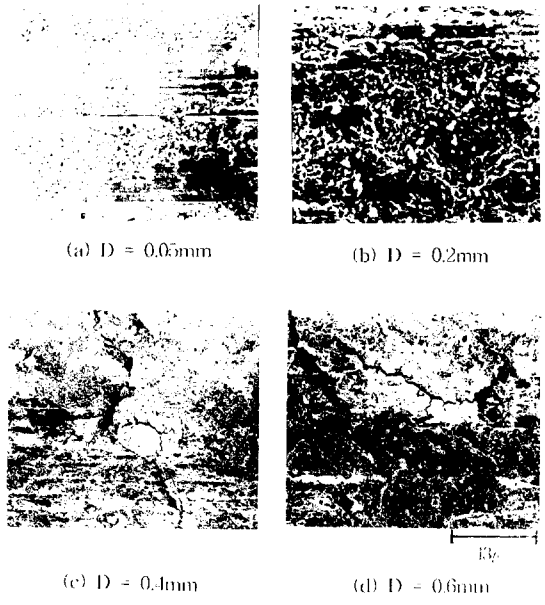 (a) D = 0.05mm
(b) D = 0.2mm
(c) D = 0.4mm
(d) D = 0.6mm